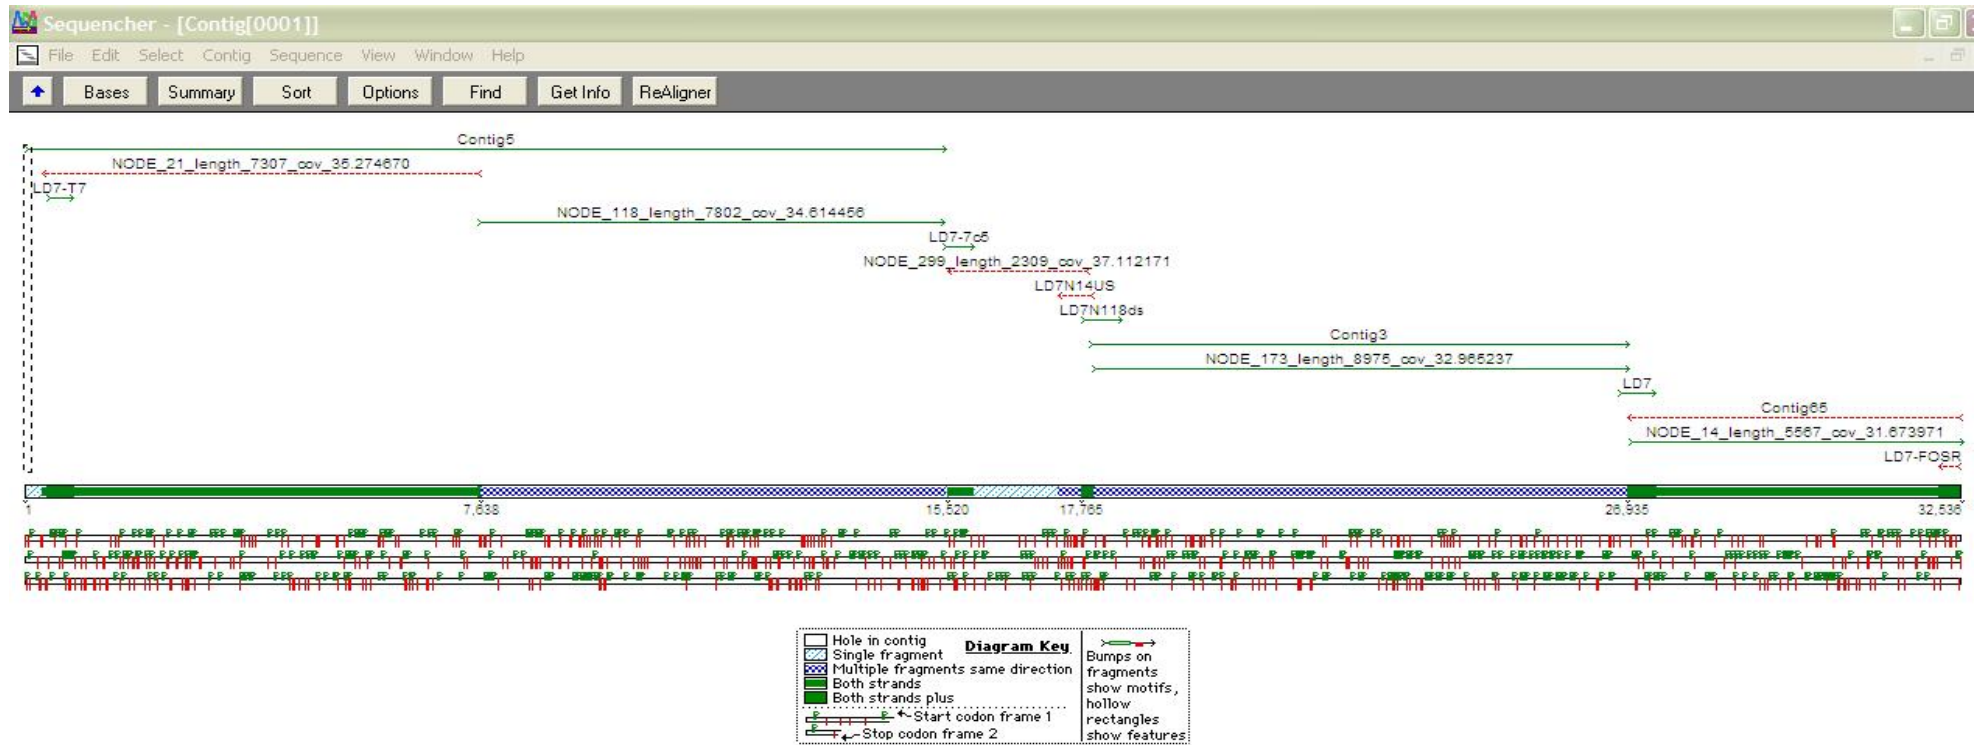 Sequencher - [Contig[0001]]
File Edit Select Contig Sequence View Window Help
Bases Summary Sort Options Find Get Info ReAligner
Contig5
NODE_21_length_7307_cov_35.274670
LD7-T7
NODE_118_length_7802_cov_34.614456
LD7-7c5
NODE_299_length_2309_cov_37.112171
LD7N14US
LD7N118ds
Contig3
NODE_173_length_8975_cov_32.965237
LD7
Contig65
NODE_14_length_5567_cov_31.673971
LD7-FOSR
1 7,638 15,520 17,765 26,935 32,536
Diagram Key
Hole in contig
Single fragment
Multiple fragments same direction
Both strands
Both strands plus
Start codon frame 1
Stop codon frame 2
Bumps on
fragments
show motifs,
hollow
rectangles
show features